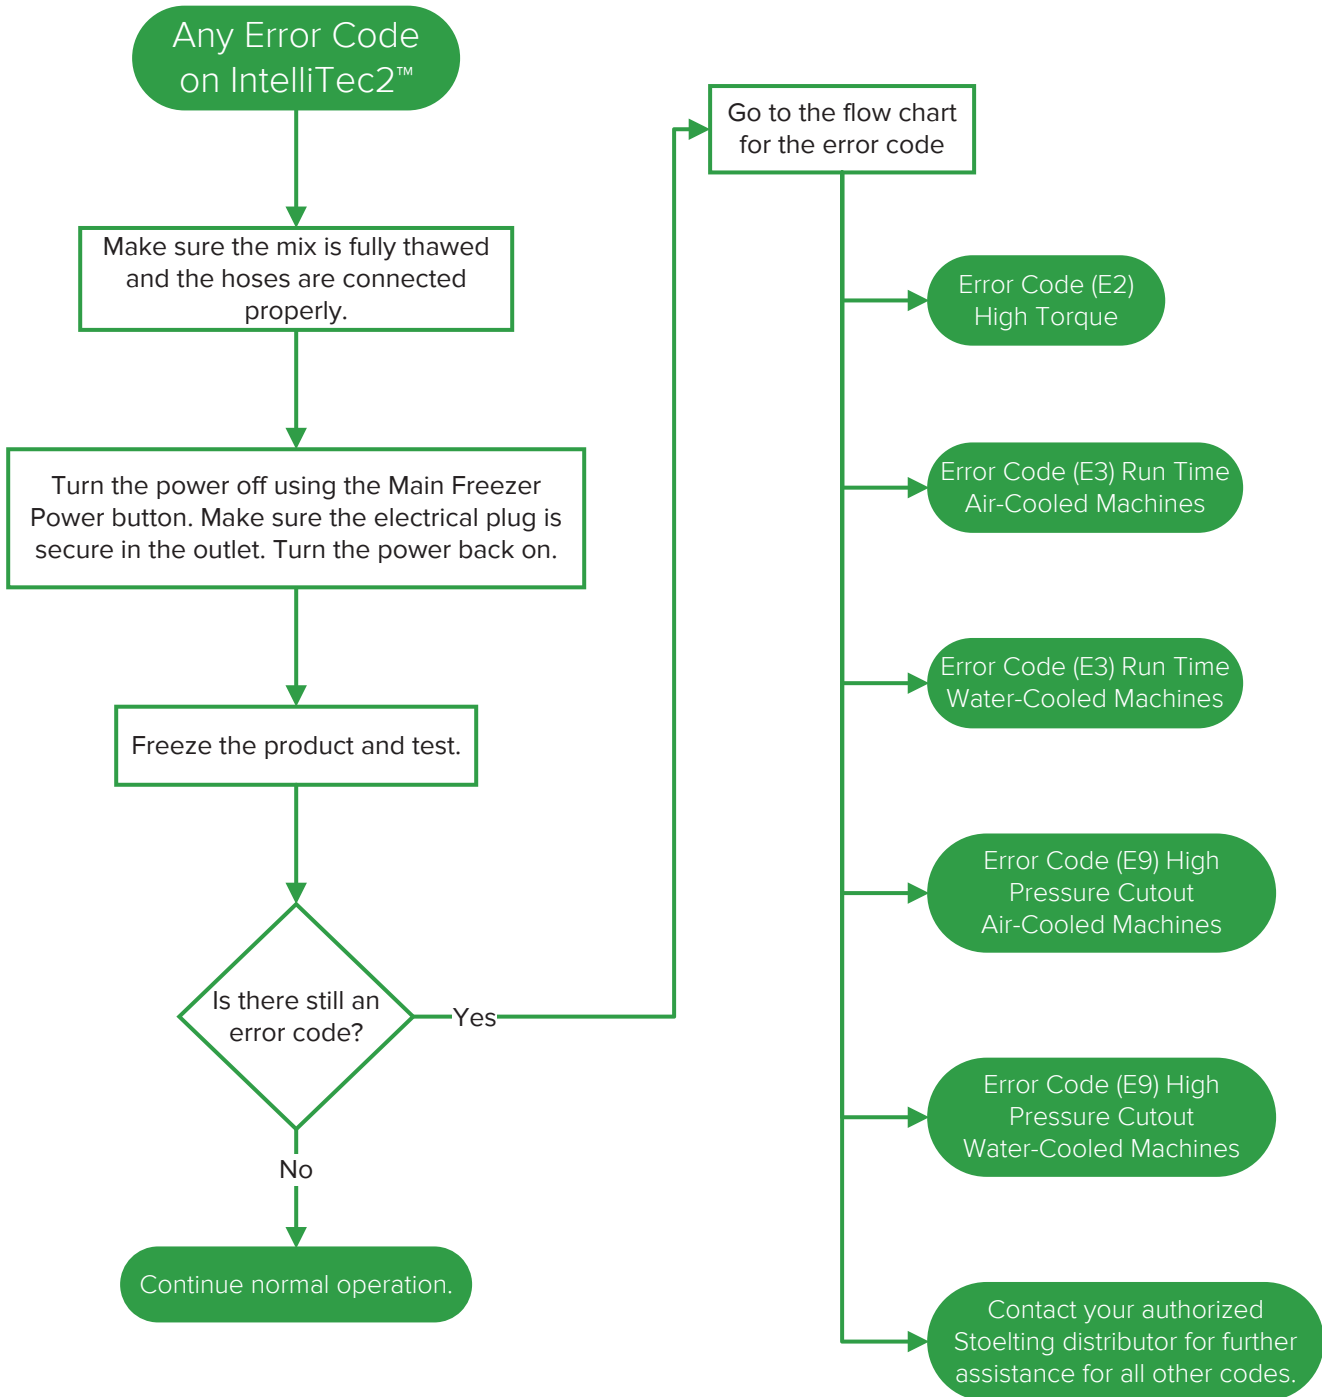 Any Error Code
on IntelliTec2™
Make sure the mix is fully thawed
and the hoses are connected
properly.
Turn the power off using the Main Freezer
Power button. Make sure the electrical plug is
secure in the outlet. Turn the power back on.
Freeze the product and test.
Is there still an
error code?
Yes
No
Continue normal operation.
Go to the flow chart
for the error code
Error Code (E2)
High Torque
Error Code (E3) Run Time
Air-Cooled Machines
Error Code (E3) Run Time
Water-Cooled Machines
Error Code (E9) High
Pressure Cutout
Air-Cooled Machines
Error Code (E9) High
Pressure Cutout
Water-Cooled Machines
Contact your authorized
Stoelting distributor for further
assistance for all other codes.